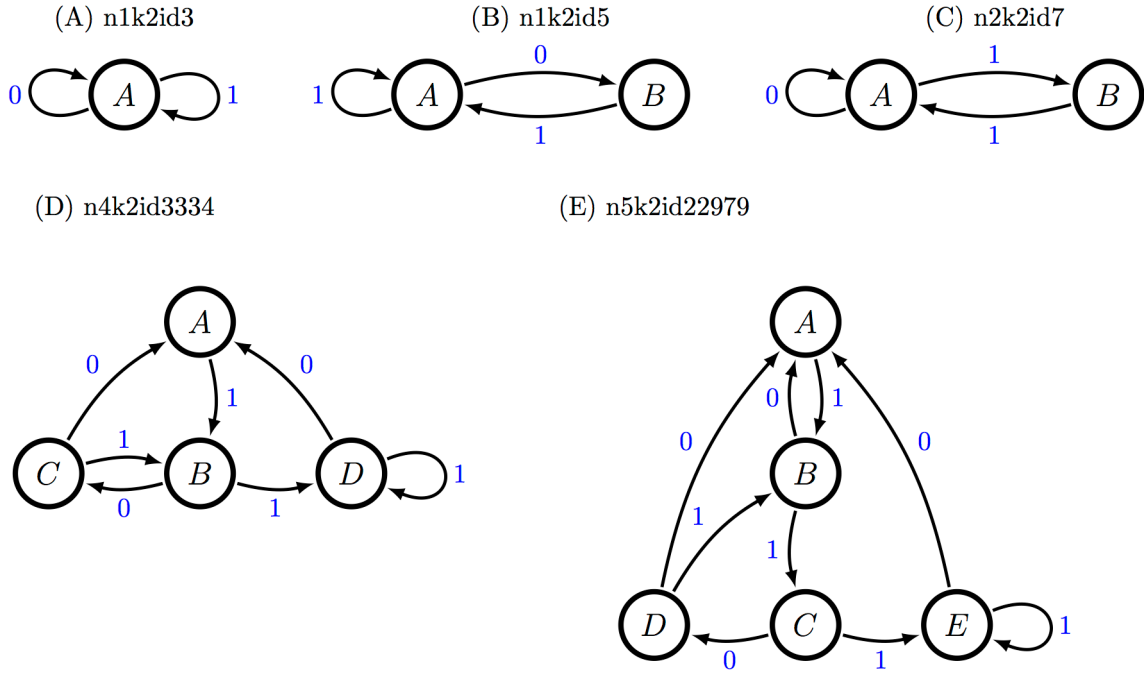 (A) n1k2id3 (B) n1k2id5 (C) n2k2id7
0 A 1
1 A 0 B 1
0 A 1 B 1
(D) n4k2id3334 (E) n5k2id22979
A
0 0
1
C 1 B D 1
0 1
A
0 1
0 0
B
1
1
D C E 1
0 1